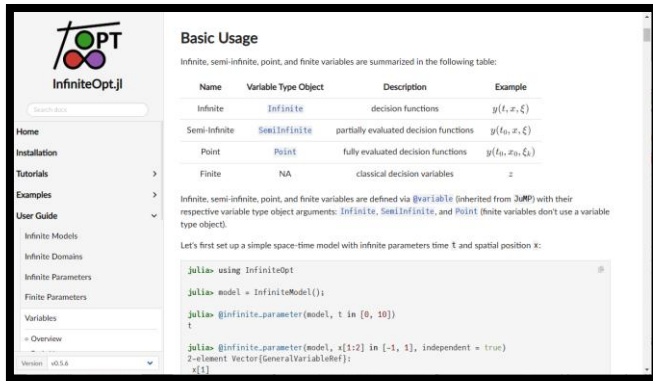 OPT
InfiniteOpt.jl
Search docs
Home
Installation
Tutorials
Examples
User Guide
Infinite Models
Infinite Domains
Infinite Parameters
Finite Parameters
Variables
Overview
Version v0.5.6
Basic Usage
Infinite, semi-infinite, point, and finite variables are summarized in the following table:
Name Variable Type Object Description Example
Infinite Infinite decision functions y(t, x, ξ)
Semi-Infinite SemiInfinite partially evaluated decision functions y(t₀, x, ξ)
Point Point fully evaluated decision functions y(t₀, x₀, ξₖ)
Finite NA classical decision variables z
Infinite, semi-infinite, point, and finite variables are defined via @variable (inherited from JuMP) with their
respective variable type object arguments: Infinite, SemiInfinite, and Point (finite variables don't use a variable
type object).
Let's first set up a simple space-time model with infinite parameters time t and spatial position x:
julia> using InfiniteOpt
julia> model = InfiniteModel();
julia> @infinite_parameter(model, t in [0, 10])
t
julia> @infinite_parameter(model, x[1:2] in [-1, 1], independent = true)
2-element Vector{GeneralVariableRef}:
x[1]